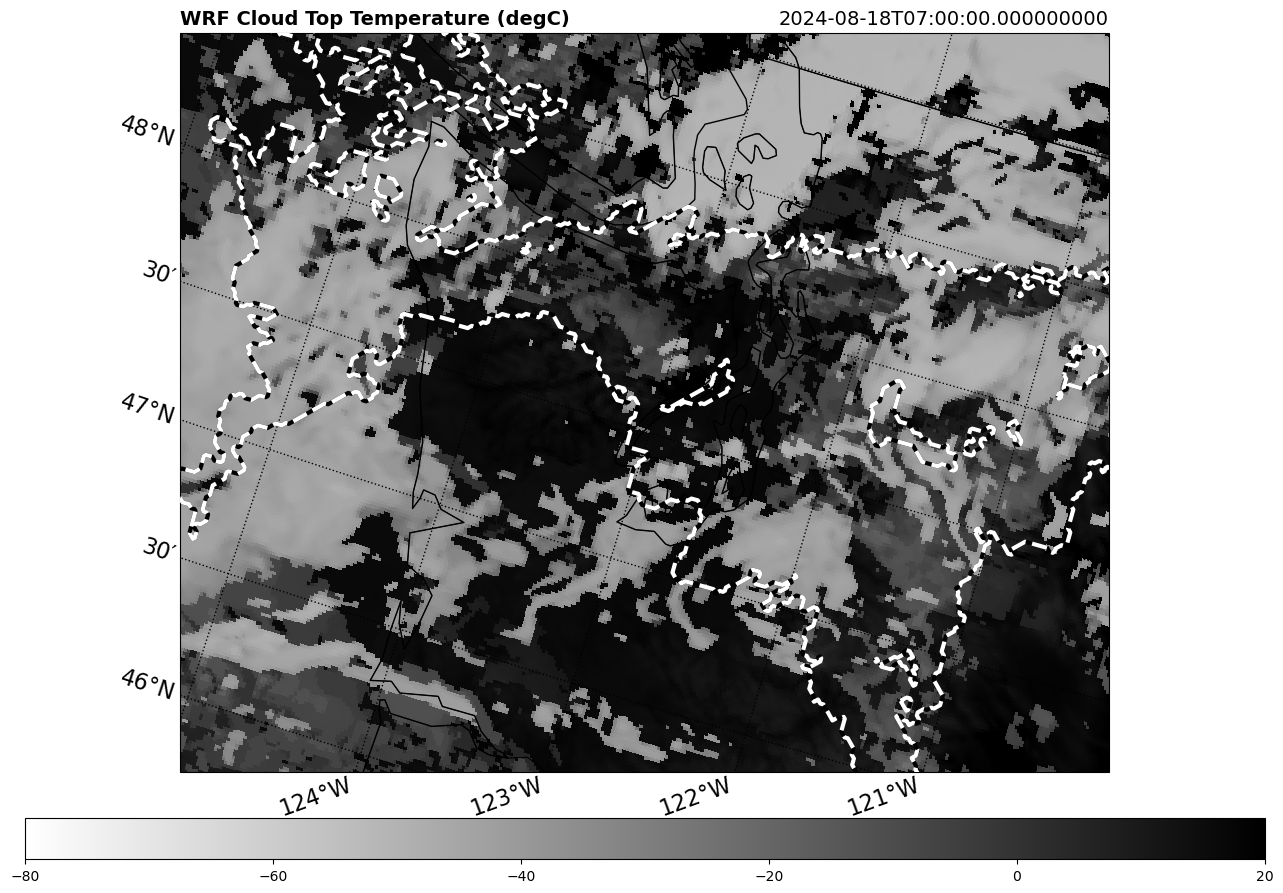 WRF Cloud Top Temperature (degC) 2024-08-18T07:00:00.000000000
48°N
30′
47°N
30′
46°N
124°W 123°W 122°W 121°W
−80 −60 −40 −20 0 20